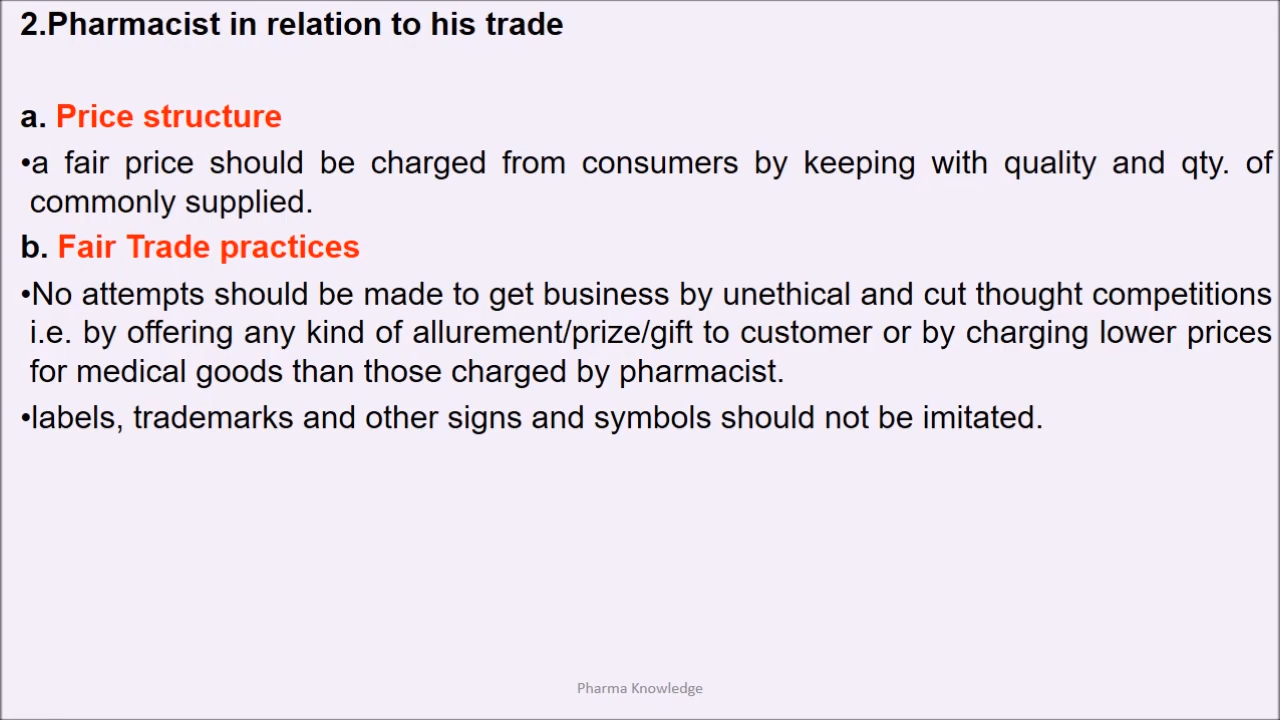 2.Pharmacist in relation to his trade
a. Price structure
•a fair price should be charged from consumers by keeping with quality and qty. of
commonly supplied.
b. Fair Trade practices
•No attempts should be made to get business by unethical and cut thought competitions
i.e. by offering any kind of allurement/prize/gift to customer or by charging lower prices
for medical goods than those charged by pharmacist.
•labels, trademarks and other signs and symbols should not be imitated.
Pharma Knowledge